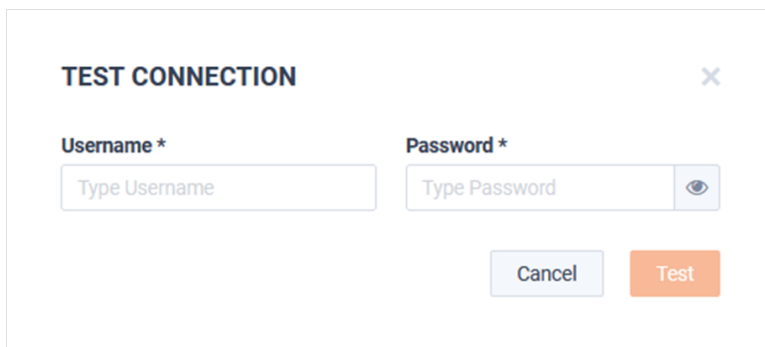 TEST CONNECTION
Username * Password *
Type Username Type Password
Cancel Test